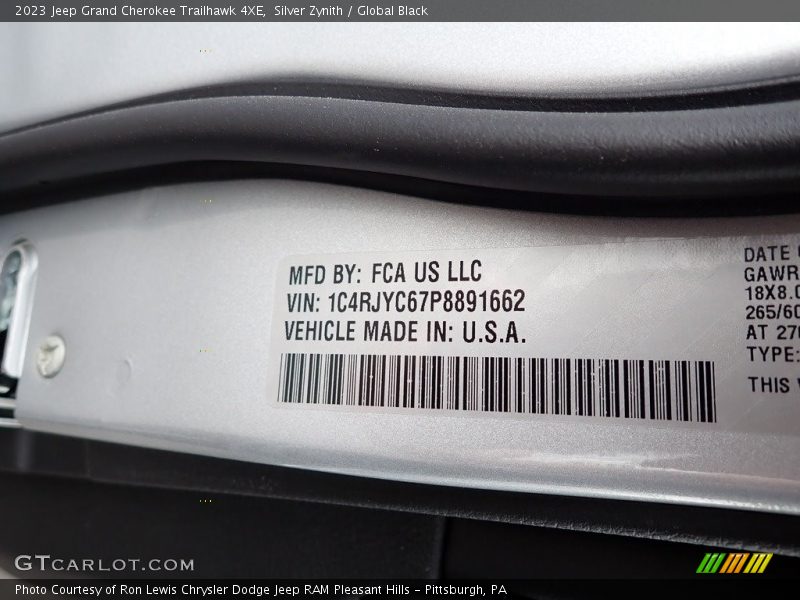 2023 Jeep Grand Cherokee Trailhawk 4XE, Silver Zynith / Global Black
MFD BY: FCA US LLC
VIN: 1C4RJYC67P8891662
VEHICLE MADE IN: U.S.A.
DATE
GAWR
18X8.0
265/60
AT
TYPE:
THIS
GTCARLOT.COM
Photo Courtesy of Ron Lewis Chrysler Dodge Jeep RAM Pleasant Hills - Pittsburgh, PA